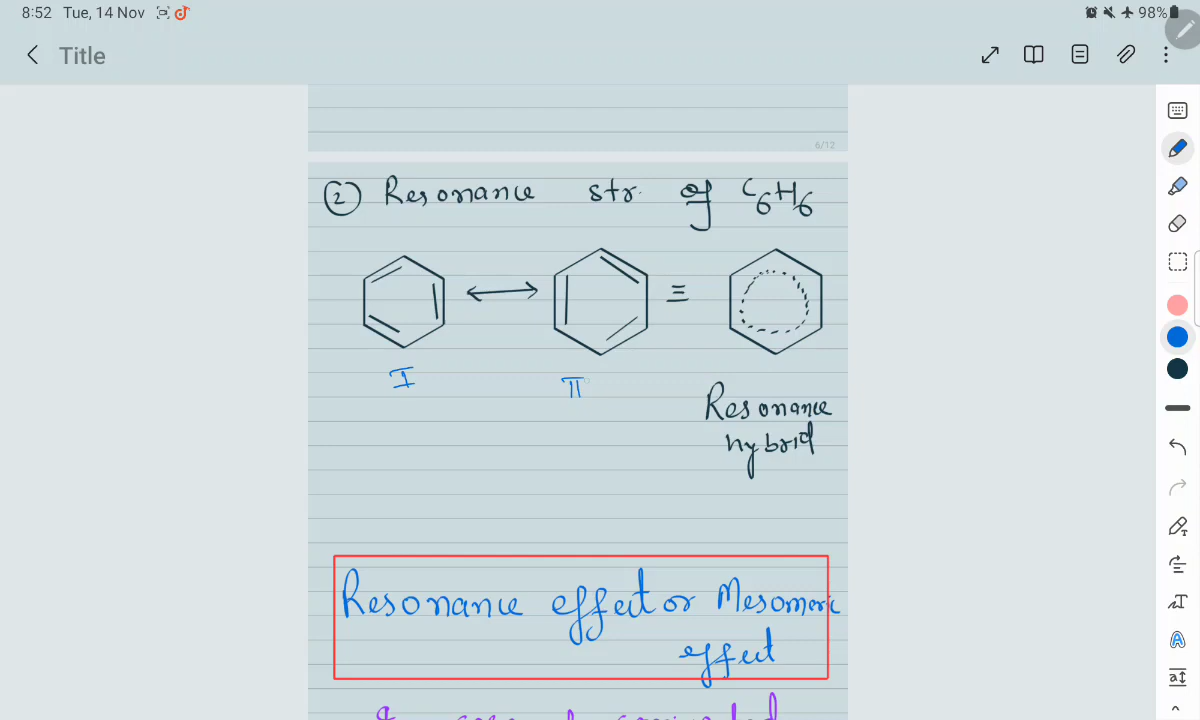 8:52 Tue, 14 Nov 98%
Title
6/12
② Resonance str. of C6H6
≡
I II
Resonance
hybrid
Resonance effect or Mesomeric
effect